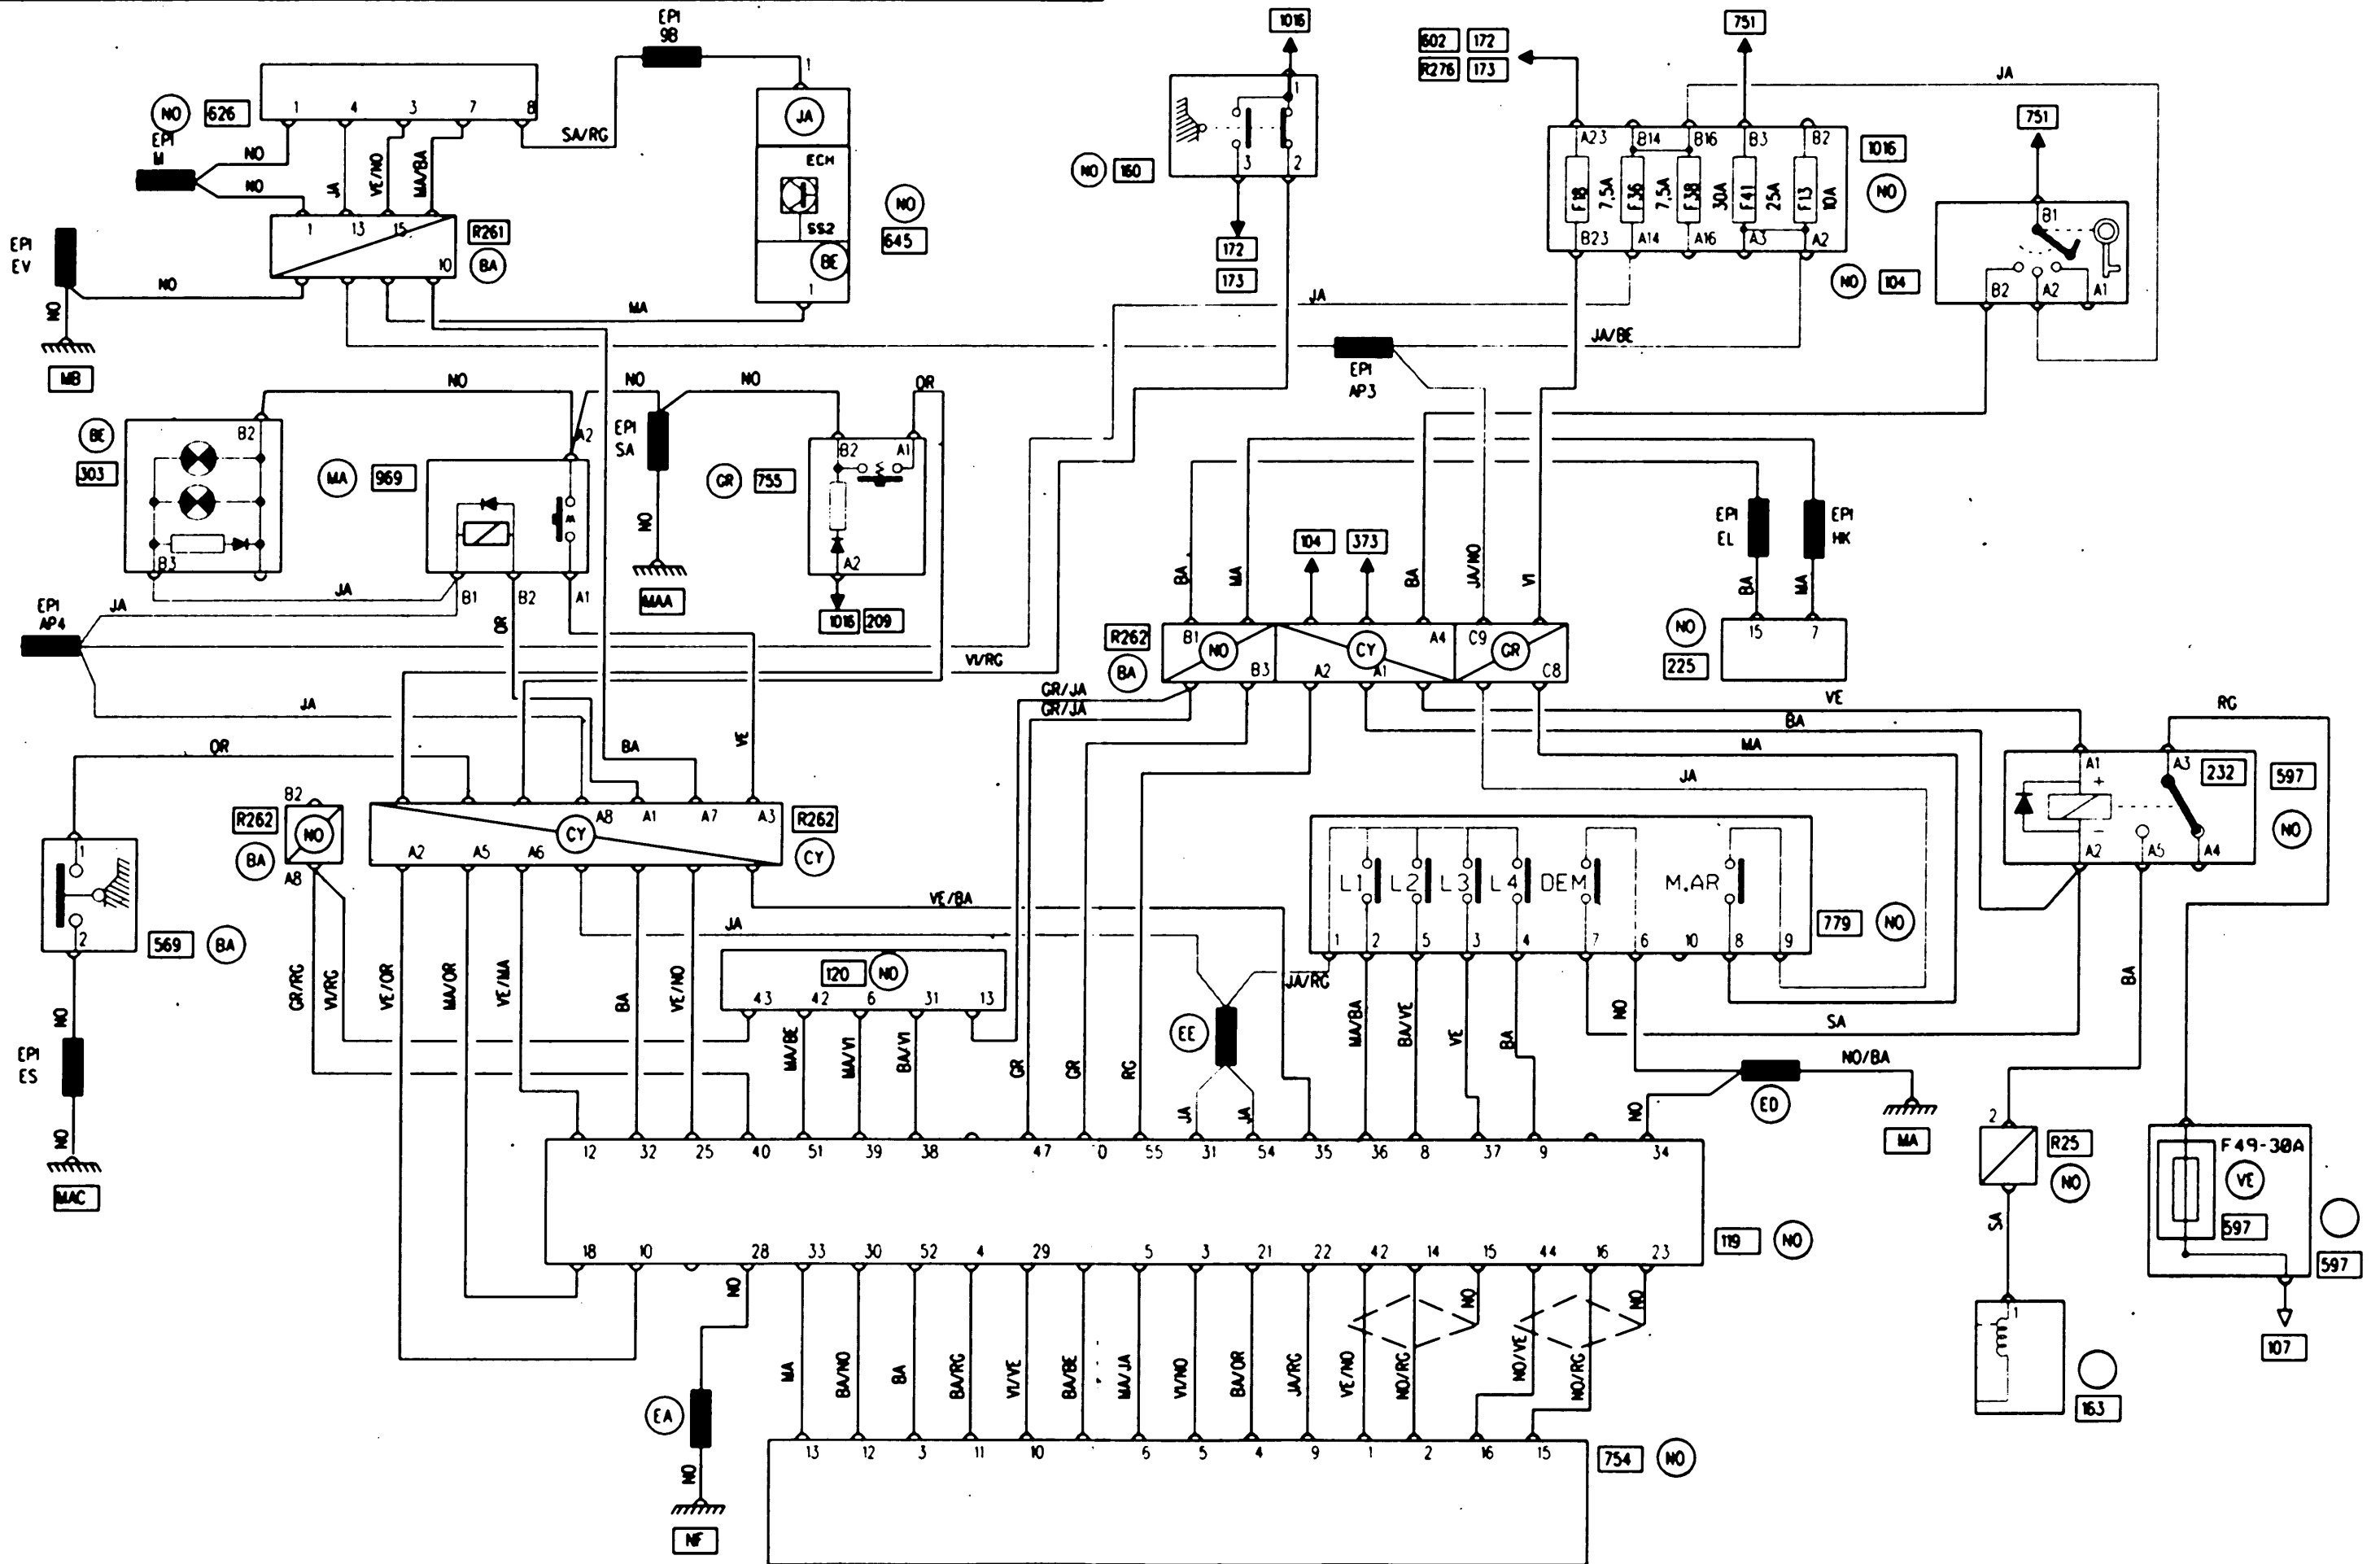 EPI
9B
1
JA
ECH
SS2
BE
1
NO
645
NO
626
1
4
3
7
8
SA/RG
EPI
M
NO
NO
JA
VE/NO
MA/BA
1
13
15
10
R261
BA
EPI
EV
NO
NO
MB
MA
1016
1
3
2
NO
160
172
173
602
172
R276
173
751
JA
A23
B14
B16
B3
B2
F18
7,5A
F36
7,5A
F38
30A
F41
25A
F13
10A
B23
A14
A16
A3
A2
1016
NO
751
B1
B2
A2
A1
NO
104
JA
JA/BE
EPI
AP3
BE
303
B2
B3
NO
NO
NO
OR
A2
MA
969
B1
B2
A1
JA
EPI
SA
NO
MAA
GR
755
B2
A1
A2
1016
209
EPI
AP4
JA
OR
JA
VI/RG
104
373
BA
MA
BA
JA/NO
VI
EPI
EL
EPI
HK
BA
MA
15
7
NO
225
R262
BA
B1
NO
B3
A2
CY
A1
A4
C9
GR
C8
GR/JA
GR/JA
VE
BA
MA
JA
RG
OR
BA
VE
B2
R262
NO
BA
A8
A8
A1
A7
A3
CY
A2
A5
A6
R262
CY
1
2
569
BA
NO
EPI
ES
NO
MAC
GR/RG
VI/RG
VE/OR
MA/OR
VE/MA
BA
VE/NO
VE/BA
JA
120
NO
43
42
6
31
13
MA/BE
MA/VI
BA/VI
GR
GR
RG
L1
L2
L3
L4
DEM
M.AR
1
2
5
3
4
7
6
10
8
9
779
NO
JA/RG
EE
JA
JA
MA/BA
BA/VE
VE
BA
NO
SA
NO/BA
ED
NO
MA
A1
+
A3
232
-
A2
A5
A4
597
NO
BA
2
R25
NO
SA
1
163
F49-30A
VE
597
597
107
12
32
25
40
51
39
38
47
0
55
31
54
35
36
8
37
9
34
18
10
28
33
30
52
4
29
5
3
21
22
42
14
15
44
16
23
119
NO
NO
EA
NO
NF
MA
BA/NO
BA
BA/RG
VI/VE
BA/BE
MA/JA
VI/NO
BA/OR
JA/RG
VE/NO
NO/RG
NO
NO/VE
NO/RG
NO
13
12
3
11
10
6
5
4
9
1
2
16
15
754
NO